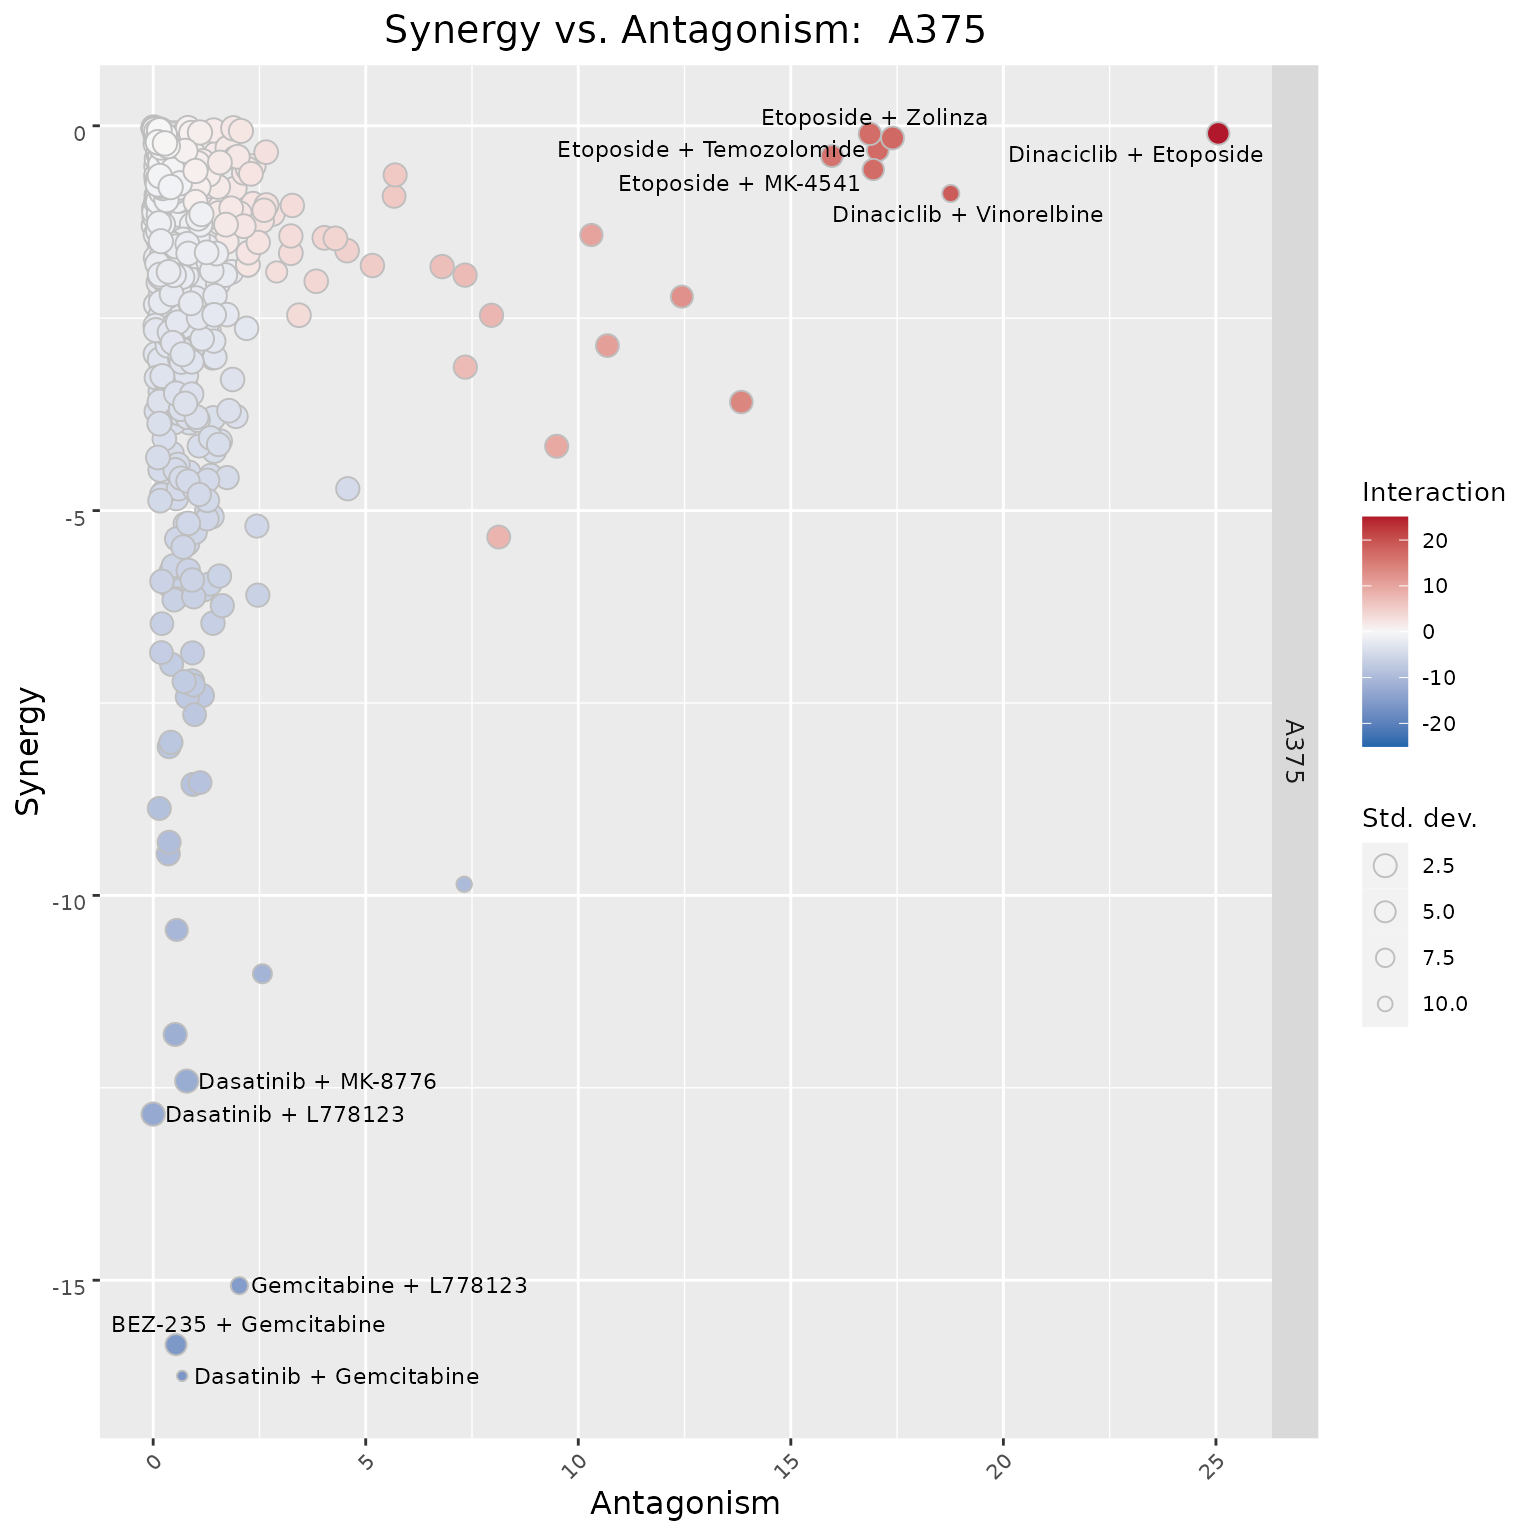 Synergy vs. Antagonism:  A375
Etoposide + Zolinza
Etoposide + Temozolomide
Dinaciclib + Etoposide
Etoposide + MK-4541
Dinaciclib + Vinorelbine
Dasatinib + MK-8776
Dasatinib + L778123
Gemcitabine + L778123
BEZ-235 + Gemcitabine
Dasatinib + Gemcitabine
0
-5
-10
-15
Synergy
0
5
10
15
20
25
Antagonism
A375
Interaction
20
10
0
-10
-20
Std. dev.
2.5
5.0
7.5
10.0